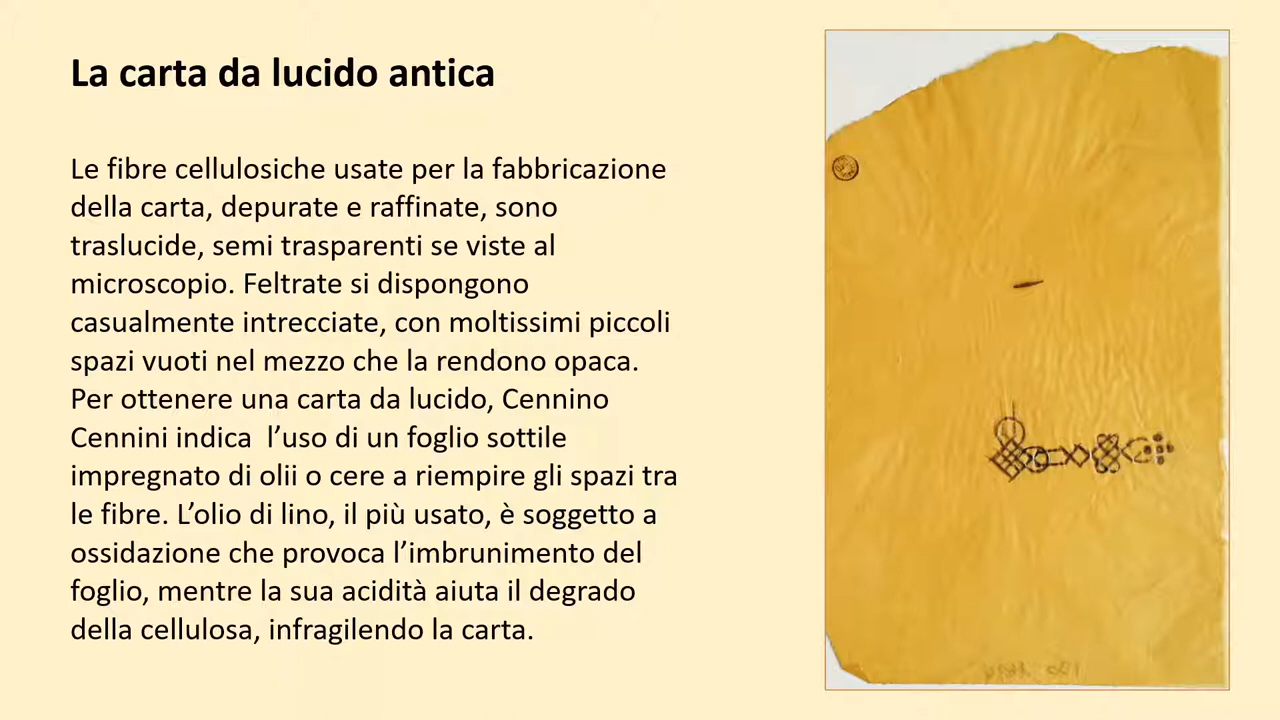 La carta da lucido antica
Le fibre cellulosiche usate per la fabbricazione
della carta, depurate e raffinate, sono
traslucide, semi trasparenti se viste al
microscopio. Feltrate si dispongono
casualmente intrecciate, con moltissimi piccoli
spazi vuoti nel mezzo che la rendono opaca.
Per ottenere una carta da lucido, Cennino
Cennini indica  l’uso di un foglio sottile
impregnato di olii o cere a riempire gli spazi tra
le fibre. L’olio di lino, il più usato, è soggetto a
ossidazione che provoca l’imbrunimento del
foglio, mentre la sua acidità aiuta il degrado
della cellulosa, infragilendo la carta.